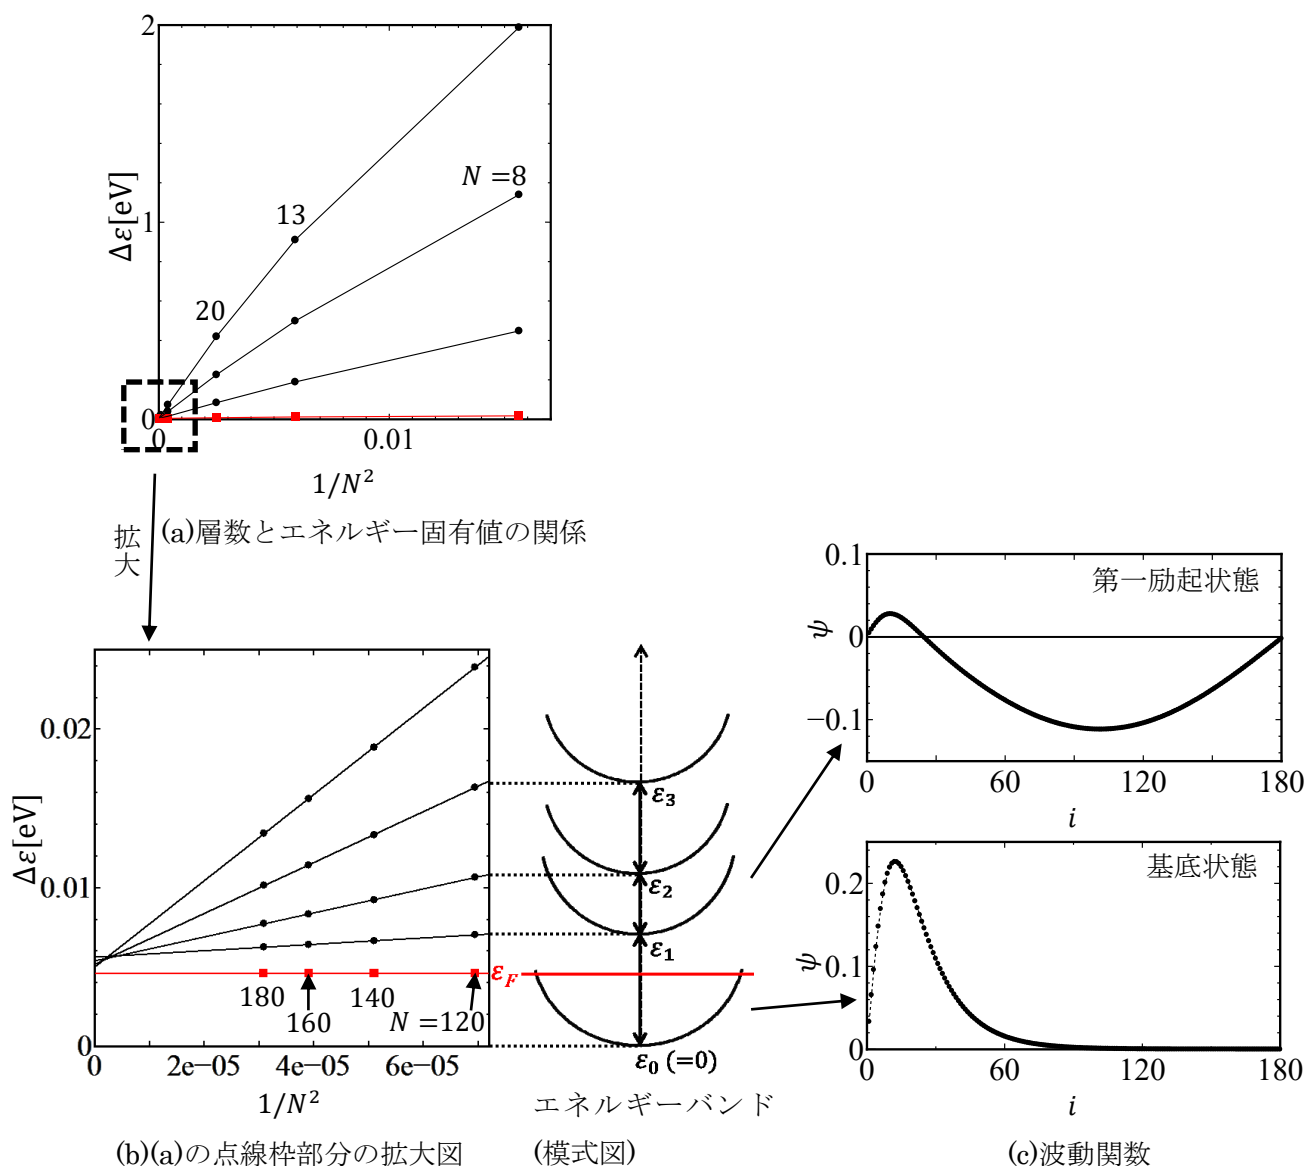 2
Δε[eV]
N =8
13
1
20
0
0
0.01
1/N²
(a)層数とエネルギー固有値の関係
拡大
0.02
Δε[eV]
0.01
0
180
160
140
N =120
0
2e−05
4e−05
6e−05
1/N²
(b)(a)の点線枠部分の拡大図
ε₃
ε₂
ε₁
ε_F
ε₀ (=0)
エネルギーバンド
(模式図)
0.1
第一励起状態
ψ
0
−0.1
0
60
120
180
i
基底状態
0.2
ψ
0.1
0
0
60
120
180
i
(c)波動関数